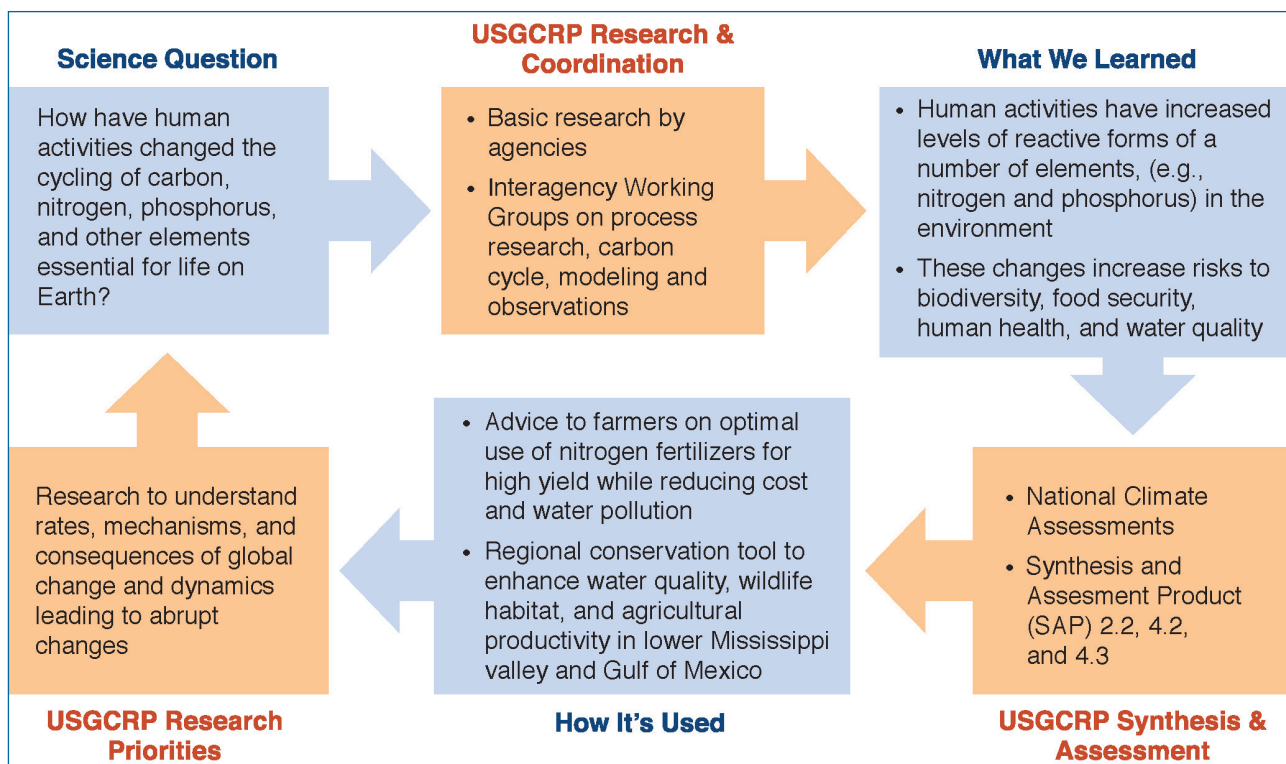 Science Question
How have human
activities changed the
cycling of carbon,
nitrogen, phosphorus,
and other elements
essential for life on
Earth?
USGCRP Research &
Coordination
• Basic research by
agencies
• Interagency Working
Groups on process
research, carbon
cycle, modeling and
observations
What We Learned
• Human activities have increased
levels of reactive forms of a
number of elements, (e.g.,
nitrogen and phosphorus) in the
environment
• These changes increase risks to
biodiversity, food security,
human health, and water quality
• National Climate
Assessments
• Synthesis and
Assesment Product
(SAP) 2.2, 4.2,
and 4.3
USGCRP Synthesis &
Assessment
• Advice to farmers on optimal
use of nitrogen fertilizers for
high yield while reducing cost
and water pollution
• Regional conservation tool to
enhance water quality, wildlife
habitat, and agricultural
productivity in lower Mississippi
valley and Gulf of Mexico
How It's Used
Research to understand
rates, mechanisms, and
consequences of global
change and dynamics
leading to abrupt
changes
USGCRP Research
Priorities